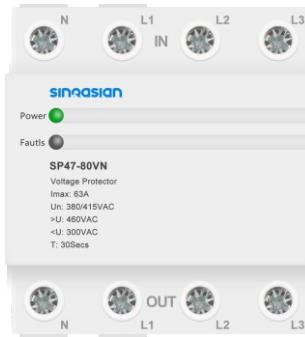 N L1 L2 L3
IN
sinoasian
Power
Fautls
SP47-80VN
Voltage Protector
Imax: 63A
Un: 380/415VAC
>U: 460VAC
<U: 300VAC
T: 30Secs
OUT
N L1 L2 L3